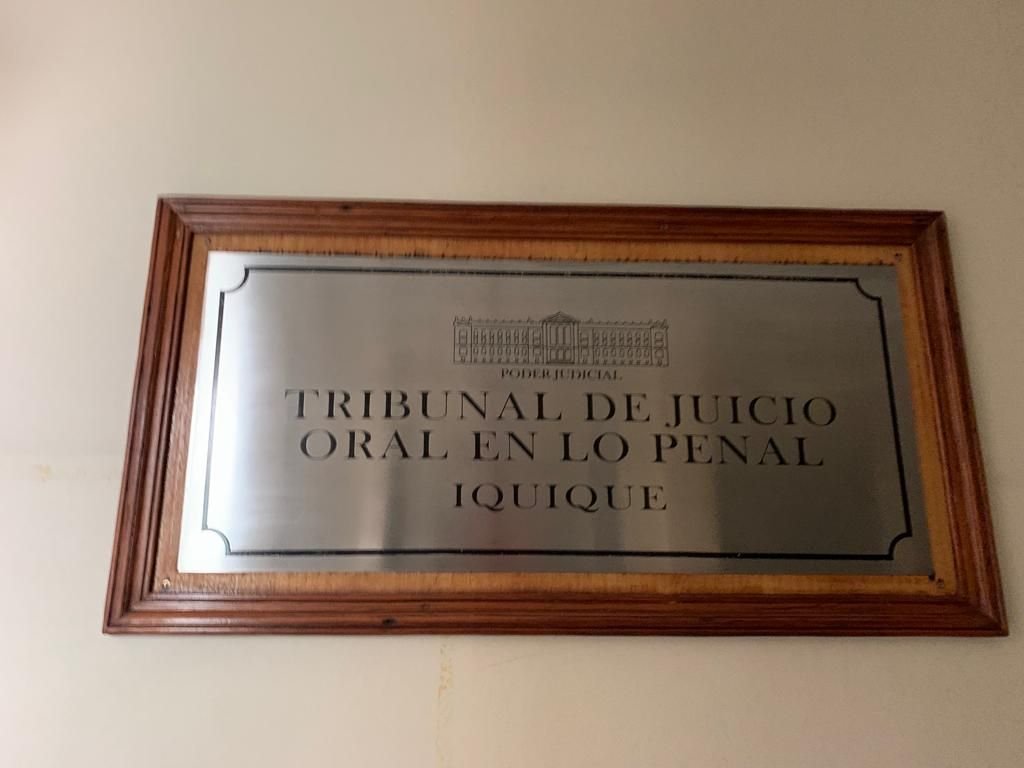 PODER JUDICIAL
TRIBUNAL DE JUICIO
ORAL EN LO PENAL
IQUIQUE